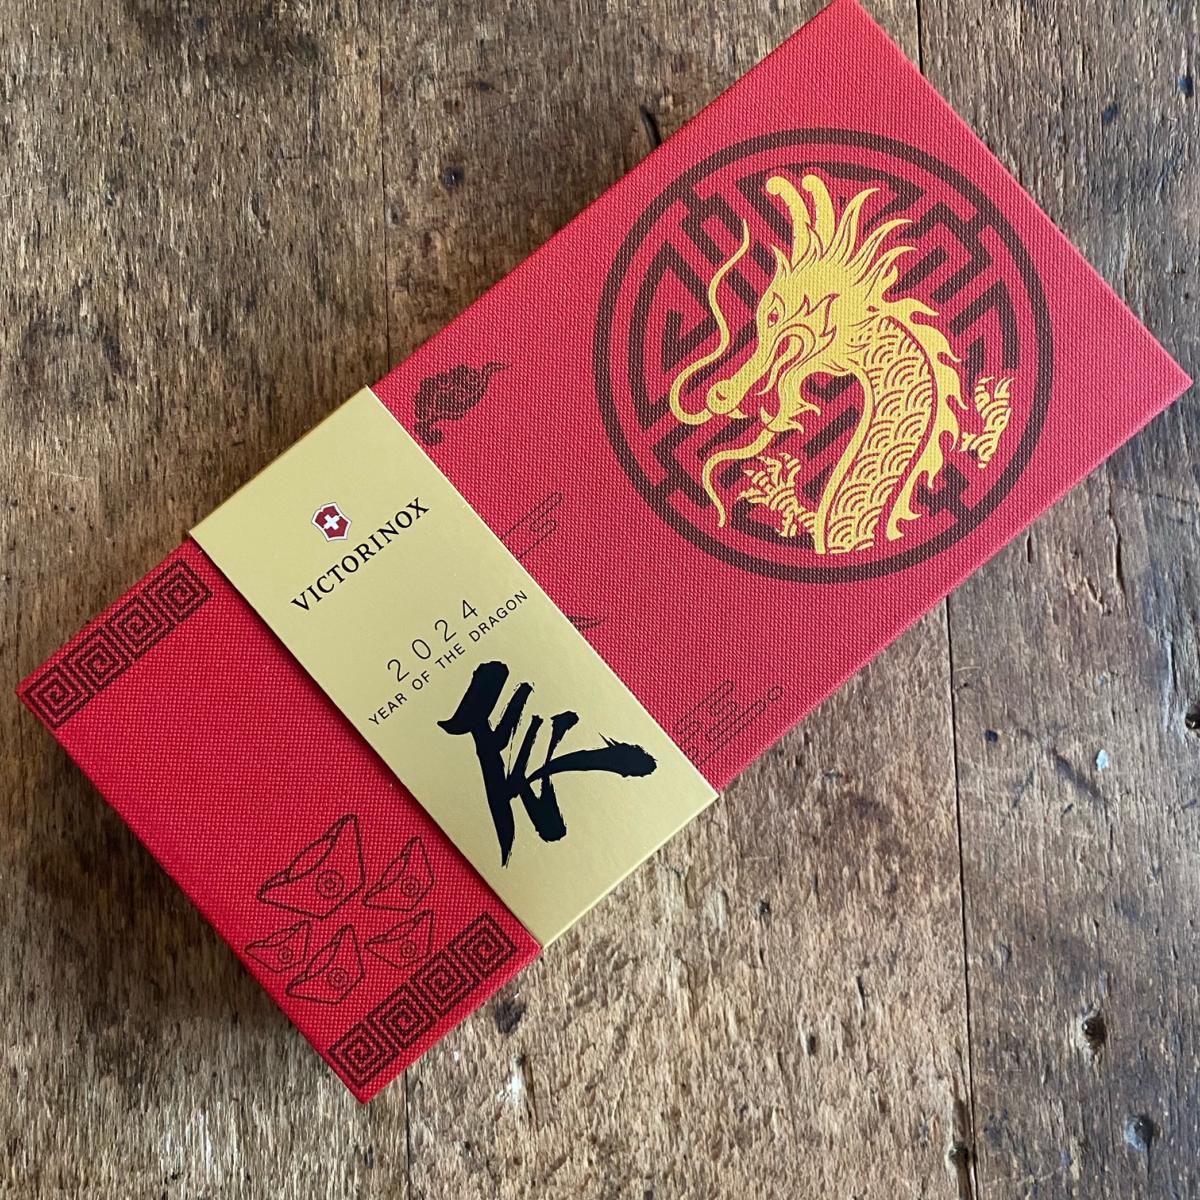 VICTORINOX
2024
YEAR OF THE DRAGON
辰